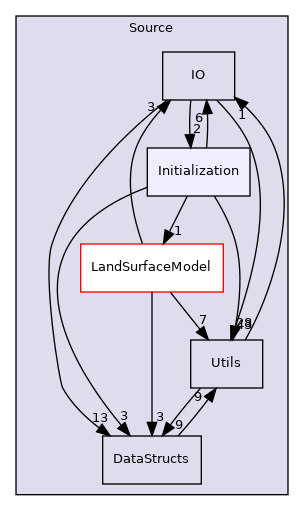 Source
IO
3
1
6
2
Initialization
1
LandSurfaceModel
7
Utils
9
13
3
3
9
DataStructs